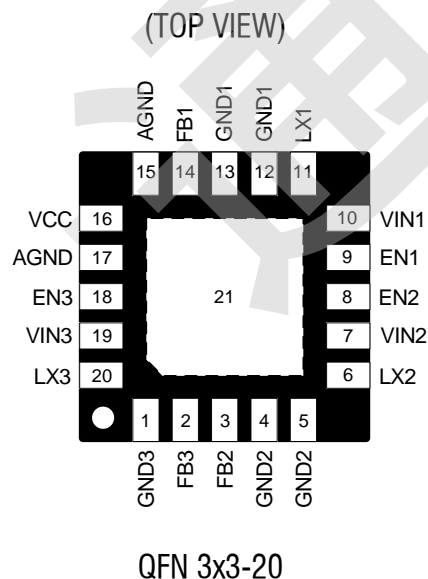 (TOP VIEW)
AGND FB1 GND1 GND1 LX1
15 14 13 12 11
VCC 16 10 VIN1
AGND 17 9 EN1
EN3 18 21 8 EN2
VIN3 19 7 VIN2
LX3 20 6 LX2
1 2 3 4 5
GND3 FB3 FB2 GND2 GND2
QFN 3x3-20